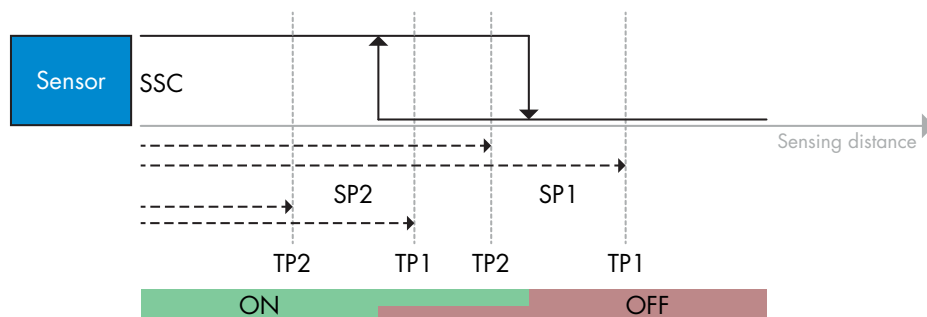 Sensor
SSC
Sensing distance
SP2 SP1
TP2 TP1 TP2 TP1
ON OFF